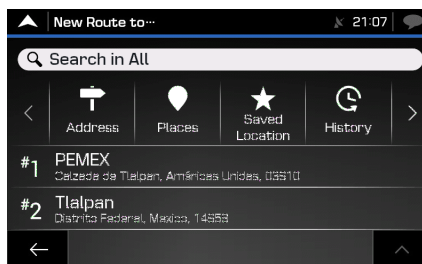 New Route to...
21:07
Search in All
Address
Places
Saved Location
History
#1 PEMEX
Calzada de Tlalpan, Américas Unidas, 03610
#2 Tlalpan
Distrito Federal, Mexico,